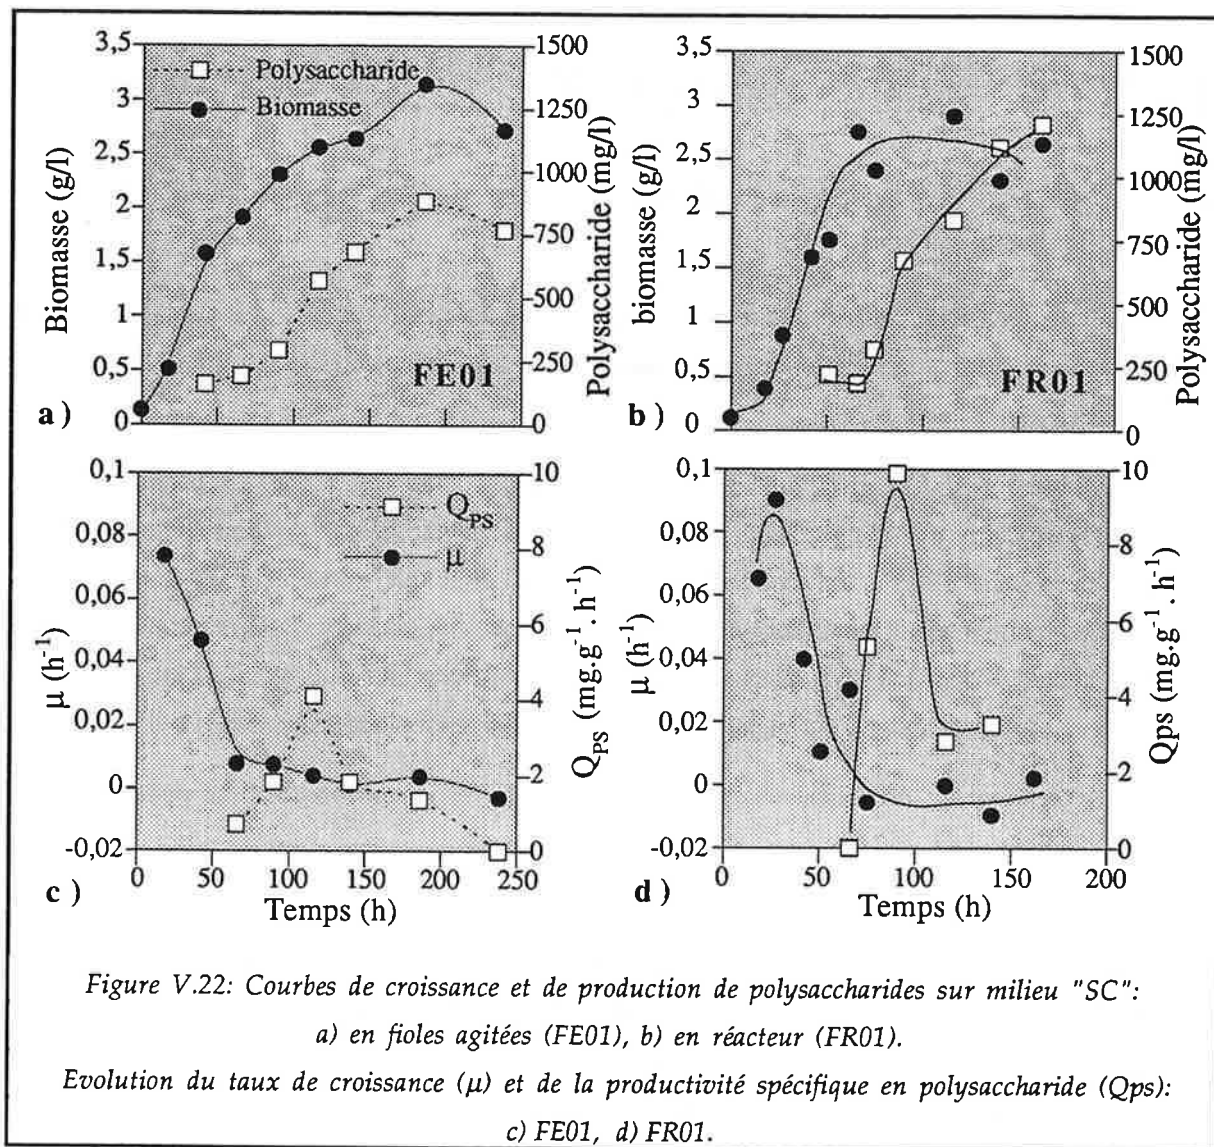 3,5
3
2,5
2
1,5
1
0,5
0
Biomasse (g/l)
Polysaccharide
Biomasse
FE01
a )
1500
1250
1000
750
500
250
0
Polysaccharide (mg/l)
3,5
3
2,5
2
1,5
1
0,5
0
biomasse (g/l)
FR01
b )
1500
1250
1000
750
500
250
0
Polysaccharide (mg/l)
0,1
0,08
0,06
0,04
0,02
0
-0,02
µ (h⁻¹)
Q_PS
µ
10
8
6
4
2
0
Q_PS (mg.g⁻¹. h⁻¹)
c )
0 50 100 150 200 250
Temps (h)
0,1
0,08
0,06
0,04
0,02
0
-0,02
µ (h⁻¹)
10
8
6
4
2
0
Qps (mg.g⁻¹. h⁻¹)
d )
0 50 100 150 200
Temps (h)
Figure V.22: Courbes de croissance et de production de polysaccharides sur milieu "SC":
a) en fioles agitées (FE01), b) en réacteur (FR01).
Evolution du taux de croissance (µ) et de la productivité spécifique en polysaccharide (Qps):
c) FE01, d) FR01.